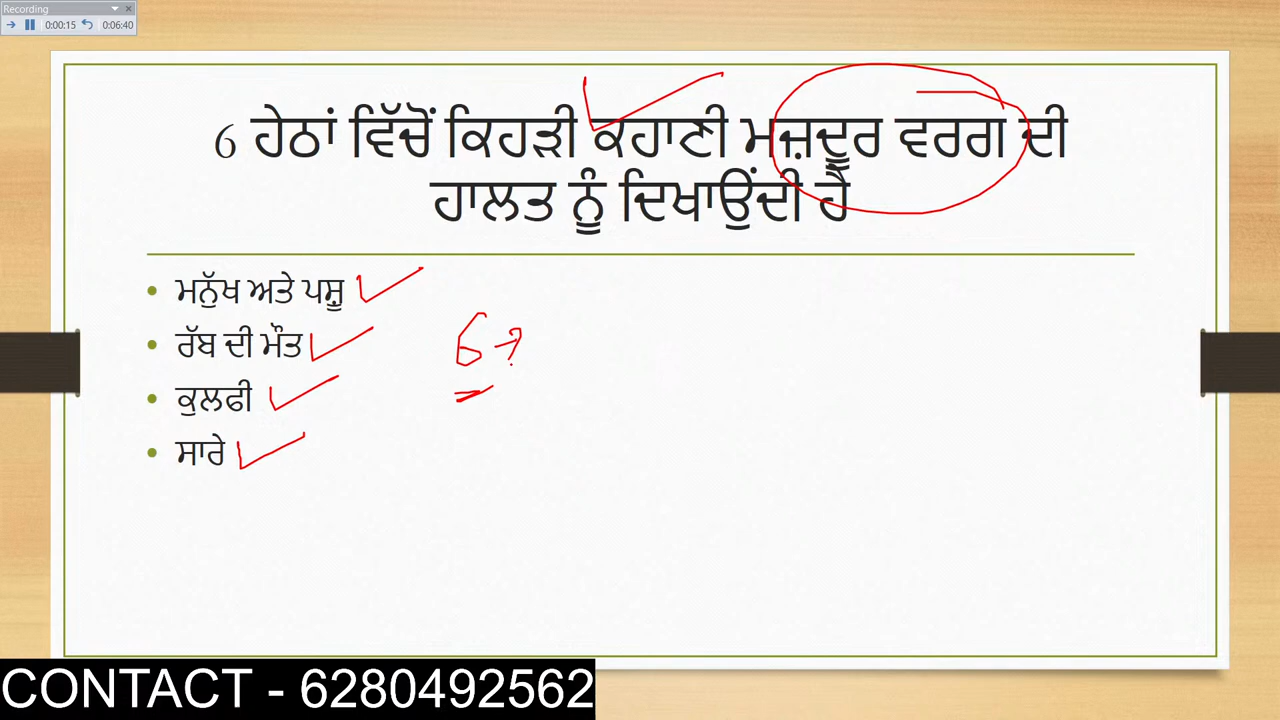 Recording
0:00:15 0:06:40
6 ਹੇਠਾਂ ਵਿੱਚੋਂ ਕਿਹੜੀ ਕਹਾਣੀ ਮਜ਼ਦੂਰ ਵਰਗ ਦੀ
ਹਾਲਤ ਨੂੰ ਦਿਖਾਉਂਦੀ ਹੈ
• ਮਨੁੱਖ ਅਤੇ ਪਸ਼ੂ
• ਰੱਬ ਦੀ ਮੌਤ
• ਕੁਲਫੀ
• ਸਾਰੇ
6 → ?
CONTACT - 6280492562